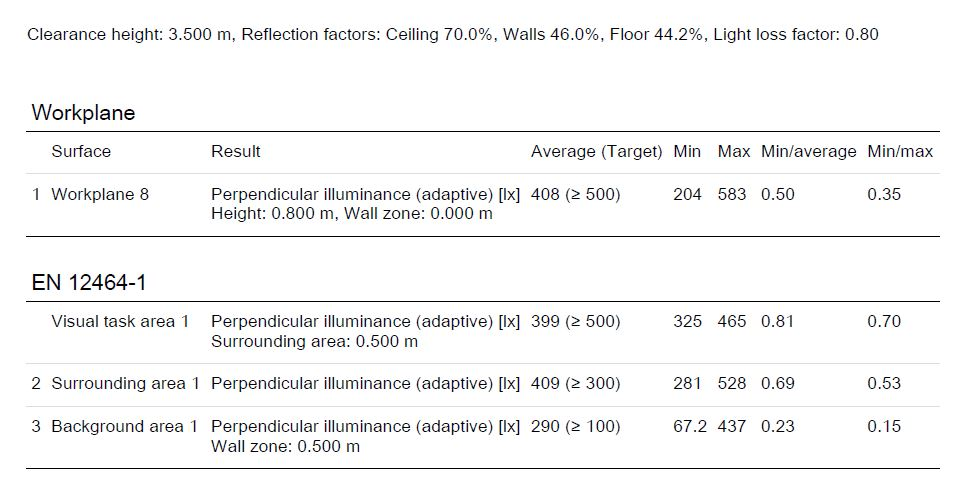 Clearance height: 3.500 m, Reflection factors: Ceiling 70.0%, Walls 46.0%, Floor 44.2%, Light loss factor: 0.80
Workplane
Surface Result Average (Target) Min Max Min/average Min/max
1 Workplane 8 Perpendicular illuminance (adaptive) [lx] 408 (≥ 500) 204 583 0.50 0.35
Height: 0.800 m, Wall zone: 0.000 m
EN 12464-1
Visual task area 1 Perpendicular illuminance (adaptive) [lx] 399 (≥ 500) 325 465 0.81 0.70
Surrounding area: 0.500 m
2 Surrounding area 1 Perpendicular illuminance (adaptive) [lx] 409 (≥ 300) 281 528 0.69 0.53
3 Background area 1 Perpendicular illuminance (adaptive) [lx] 290 (≥ 100) 67.2 437 0.23 0.15
Wall zone: 0.500 m